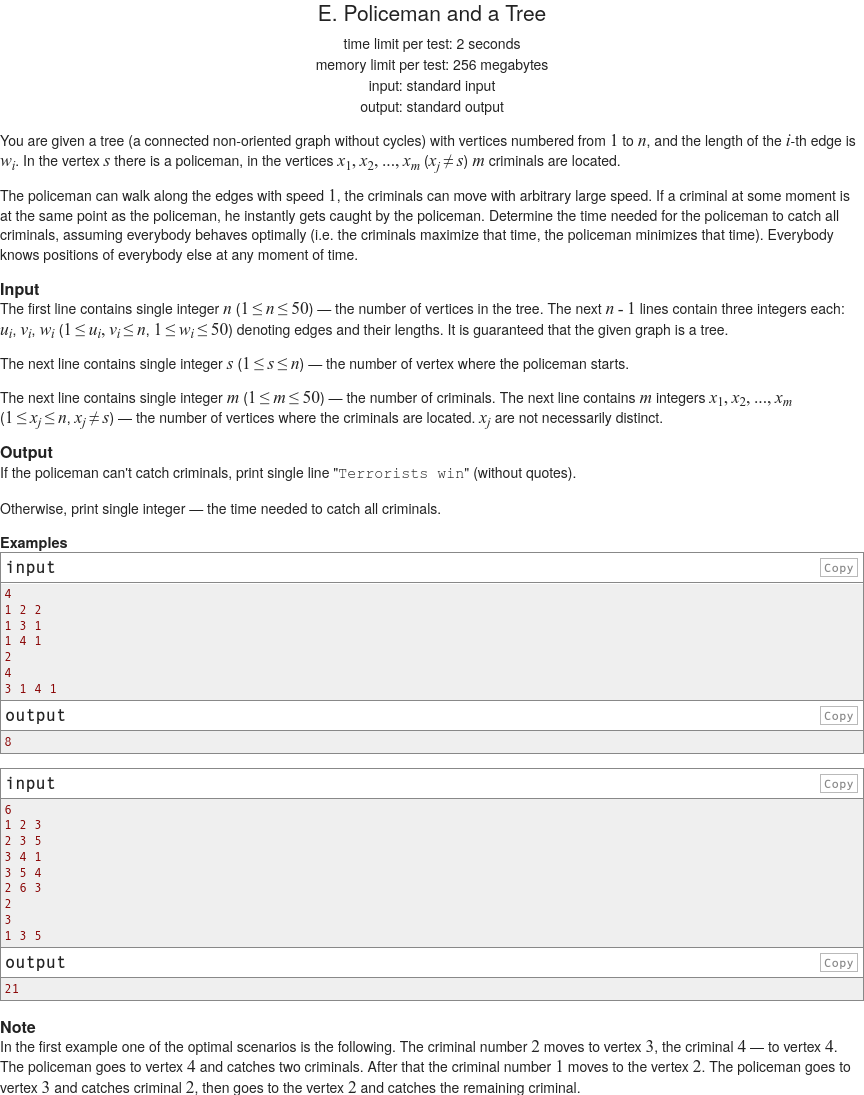 E. Policeman and a Tree
time limit per test: 2 seconds
memory limit per test: 256 megabytes
input: standard input
output: standard output
You are given a tree (a connected non-oriented graph without cycles) with vertices numbered from 1 to n, and the length of the i-th edge is
w_i. In the vertex s there is a policeman, in the vertices x_1, x_2, ..., x_m (x_j ≠ s) m criminals are located.
The policeman can walk along the edges with speed 1, the criminals can move with arbitrary large speed. If a criminal at some moment is
at the same point as the policeman, he instantly gets caught by the policeman. Determine the time needed for the policeman to catch all
criminals, assuming everybody behaves optimally (i.e. the criminals maximize that time, the policeman minimizes that time). Everybody
knows positions of everybody else at any moment of time.
Input
The first line contains single integer n (1 ≤ n ≤ 50) — the number of vertices in the tree. The next n - 1 lines contain three integers each:
u_i, v_i, w_i (1 ≤ u_i, v_i ≤ n, 1 ≤ w_i ≤ 50) denoting edges and their lengths. It is guaranteed that the given graph is a tree.
The next line contains single integer s (1 ≤ s ≤ n) — the number of vertex where the policeman starts.
The next line contains single integer m (1 ≤ m ≤ 50) — the number of criminals. The next line contains m integers x_1, x_2, ..., x_m
(1 ≤ x_j ≤ n, x_j ≠ s) — the number of vertices where the criminals are located. x_j are not necessarily distinct.
Output
If the policeman can't catch criminals, print single line "Terrorists win" (without quotes).
Otherwise, print single integer — the time needed to catch all criminals.
Examples
input Copy
4
1 2 2
1 3 1
1 4 1
2
4
3 1 4 1
output Copy
8
input Copy
6
1 2 3
2 3 5
3 4 1
3 5 4
2 6 3
2
3
1 3 5
output Copy
21
Note
In the first example one of the optimal scenarios is the following. The criminal number 2 moves to vertex 3, the criminal 4 — to vertex 4.
The policeman goes to vertex 4 and catches two criminals. After that the criminal number 1 moves to the vertex 2. The policeman goes to
vertex 3 and catches criminal 2, then goes to the vertex 2 and catches the remaining criminal.